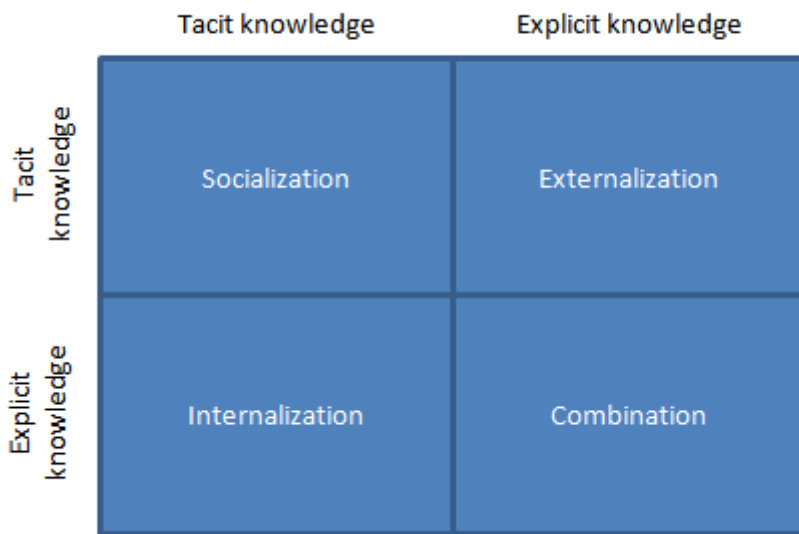 Tacit knowledge
Explicit knowledge
Tacit
knowledge
Socialization
Externalization
Explicit
knowledge
Internalization
Combination